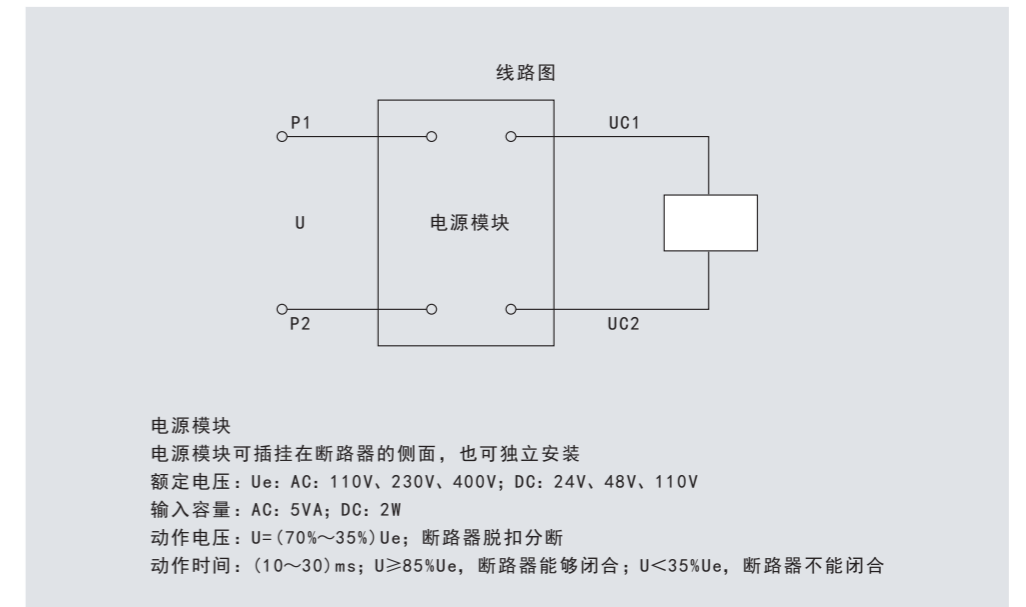 线路图
P1
UC1
U
电源模块
P2
UC2
电源模块
电源模块可插挂在断路器的侧面，也可独立安装
额定电压：Ue：AC：110V、230V、400V；DC：24V、48V、110V
输入容量：AC：5VA；DC：2W
动作电压：U=(70%～35%)Ue；断路器脱扣分断
动作时间：(10～30)ms；U≥85%Ue，断路器能够闭合；U＜35%Ue，断路器不能闭合